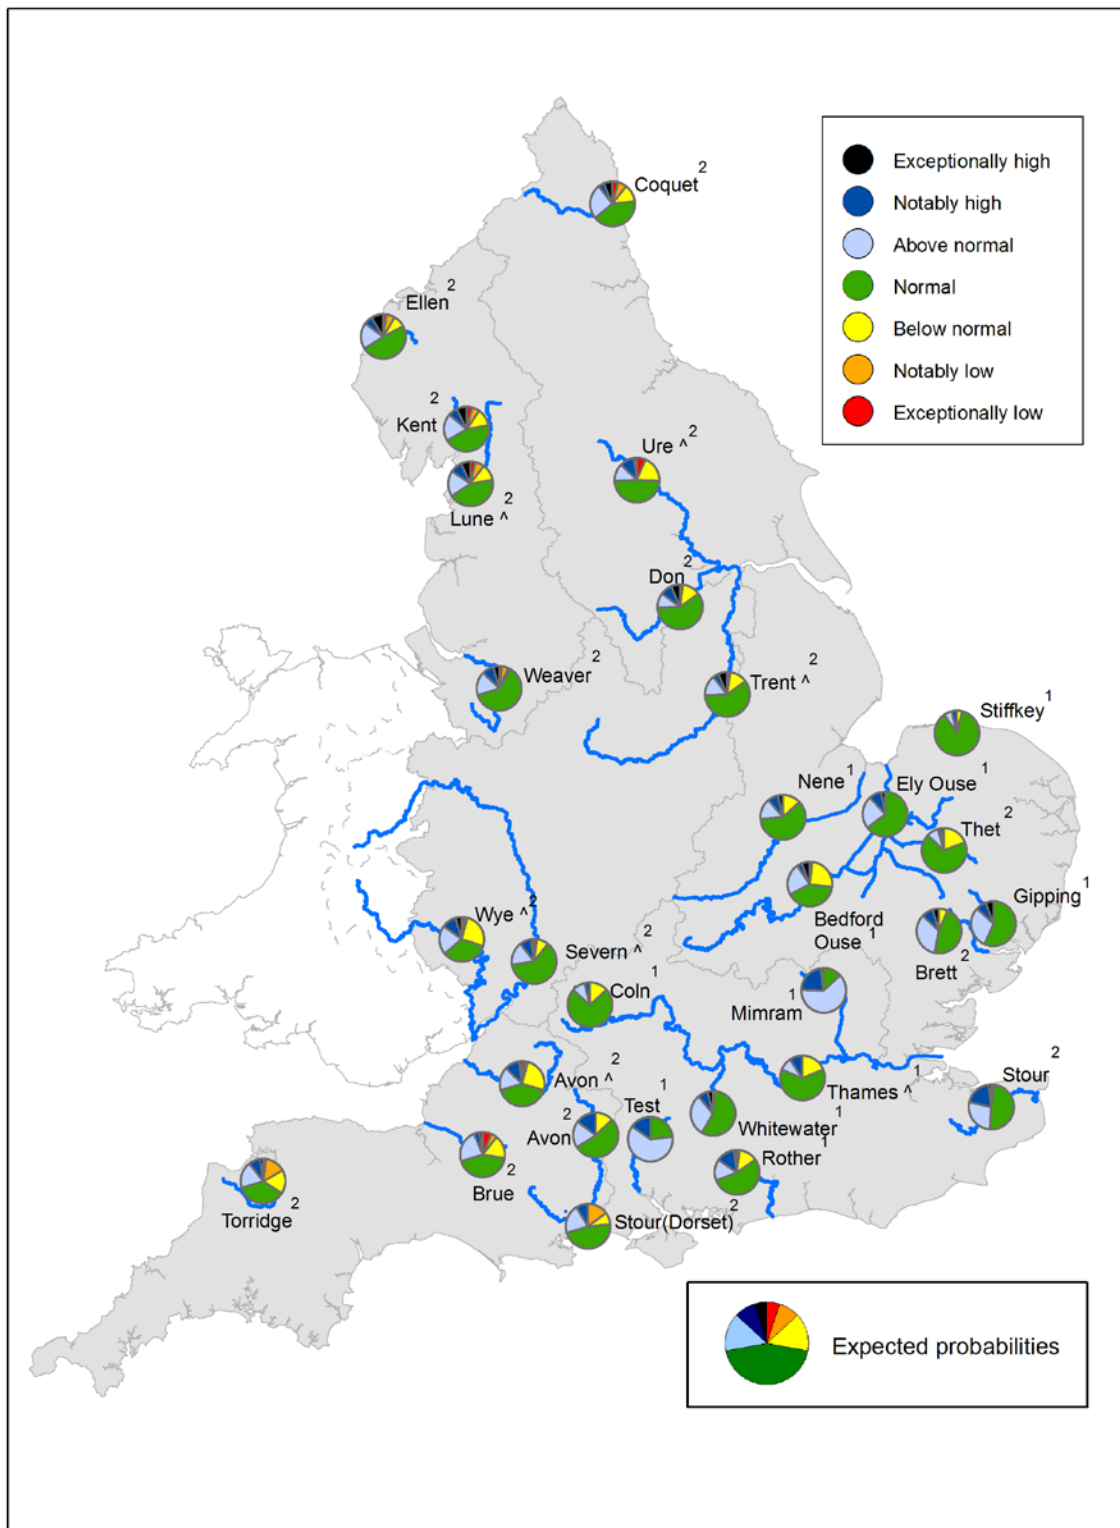 Exceptionally high
Notably high
Above normal
Normal
Below normal
Notably low
Exceptionally low
Coquet 2
Ellen 2
Kent 2
Lune ^ 2
Ure ^ 2
Don 2
Weaver 2
Trent ^ 2
Stiffkey 1
Nene 1
Ely Ouse 1
Thet 2
Gipping 1
Bedford
Ouse 1
Brett 2
Wye ^ 2
Severn ^ 2
Coln 1
Mimram 1
Thames ^ 1
Stour 2
Avon ^ 2
Avon 2
Test 1
Whitewater 1
Rother 1
Brue 2
Stour(Dorset) 2
Torridge 2
Expected probabilities